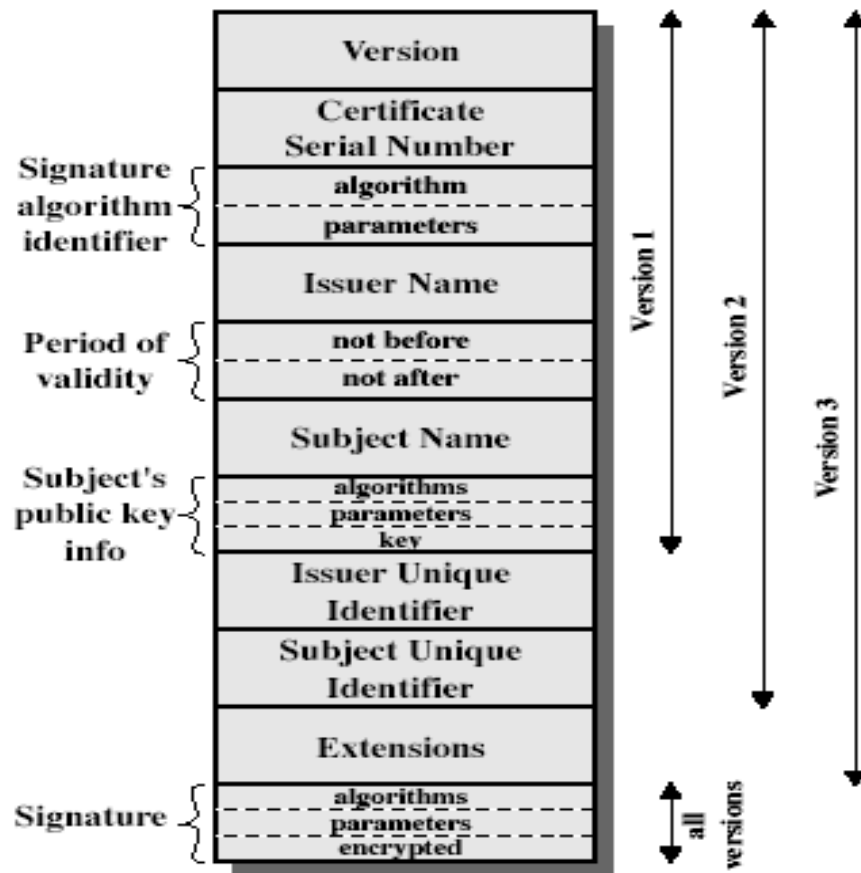 Version
Certificate
Serial Number
Signature
algorithm
identifier
algorithm
parameters
Issuer Name
Period of
validity
not before
not after
Subject Name
Subject's
public key
info
algorithms
parameters
key
Issuer Unique
Identifier
Subject Unique
Identifier
Extensions
Signature
algorithms
parameters
encrypted
Version 1
Version 2
Version 3
all
versions